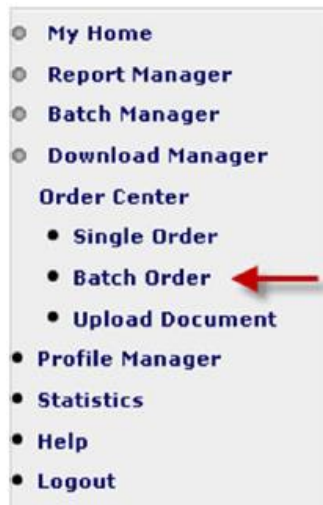 My Home
Report Manager
Batch Manager
Download Manager
Order Center
Single Order
Batch Order
Upload Document
Profile Manager
Statistics
Help
Logout